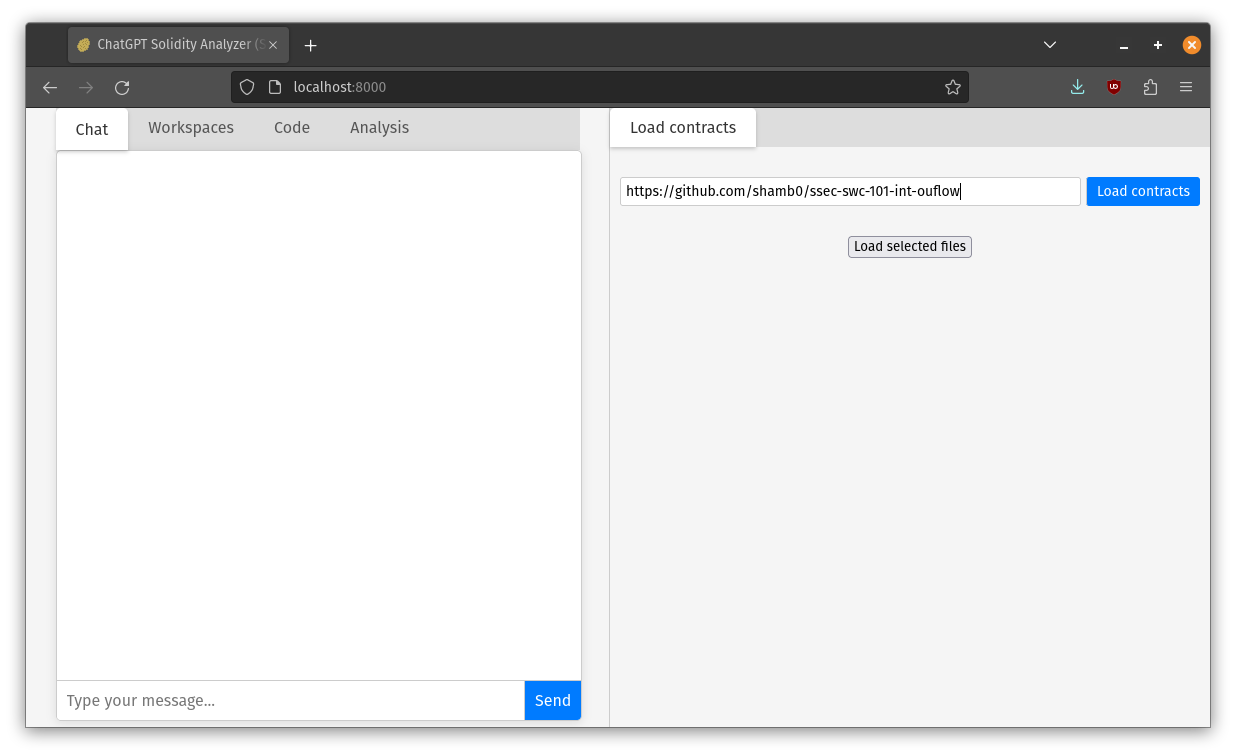 ChatGPT Solidity Analyzer (S
localhost:8000
UD
Chat Workspaces Code Analysis
Load contracts
https://github.com/shamb0/ssec-swc-101-int-ouflow
Load contracts
Load selected files
Type your message...
Send